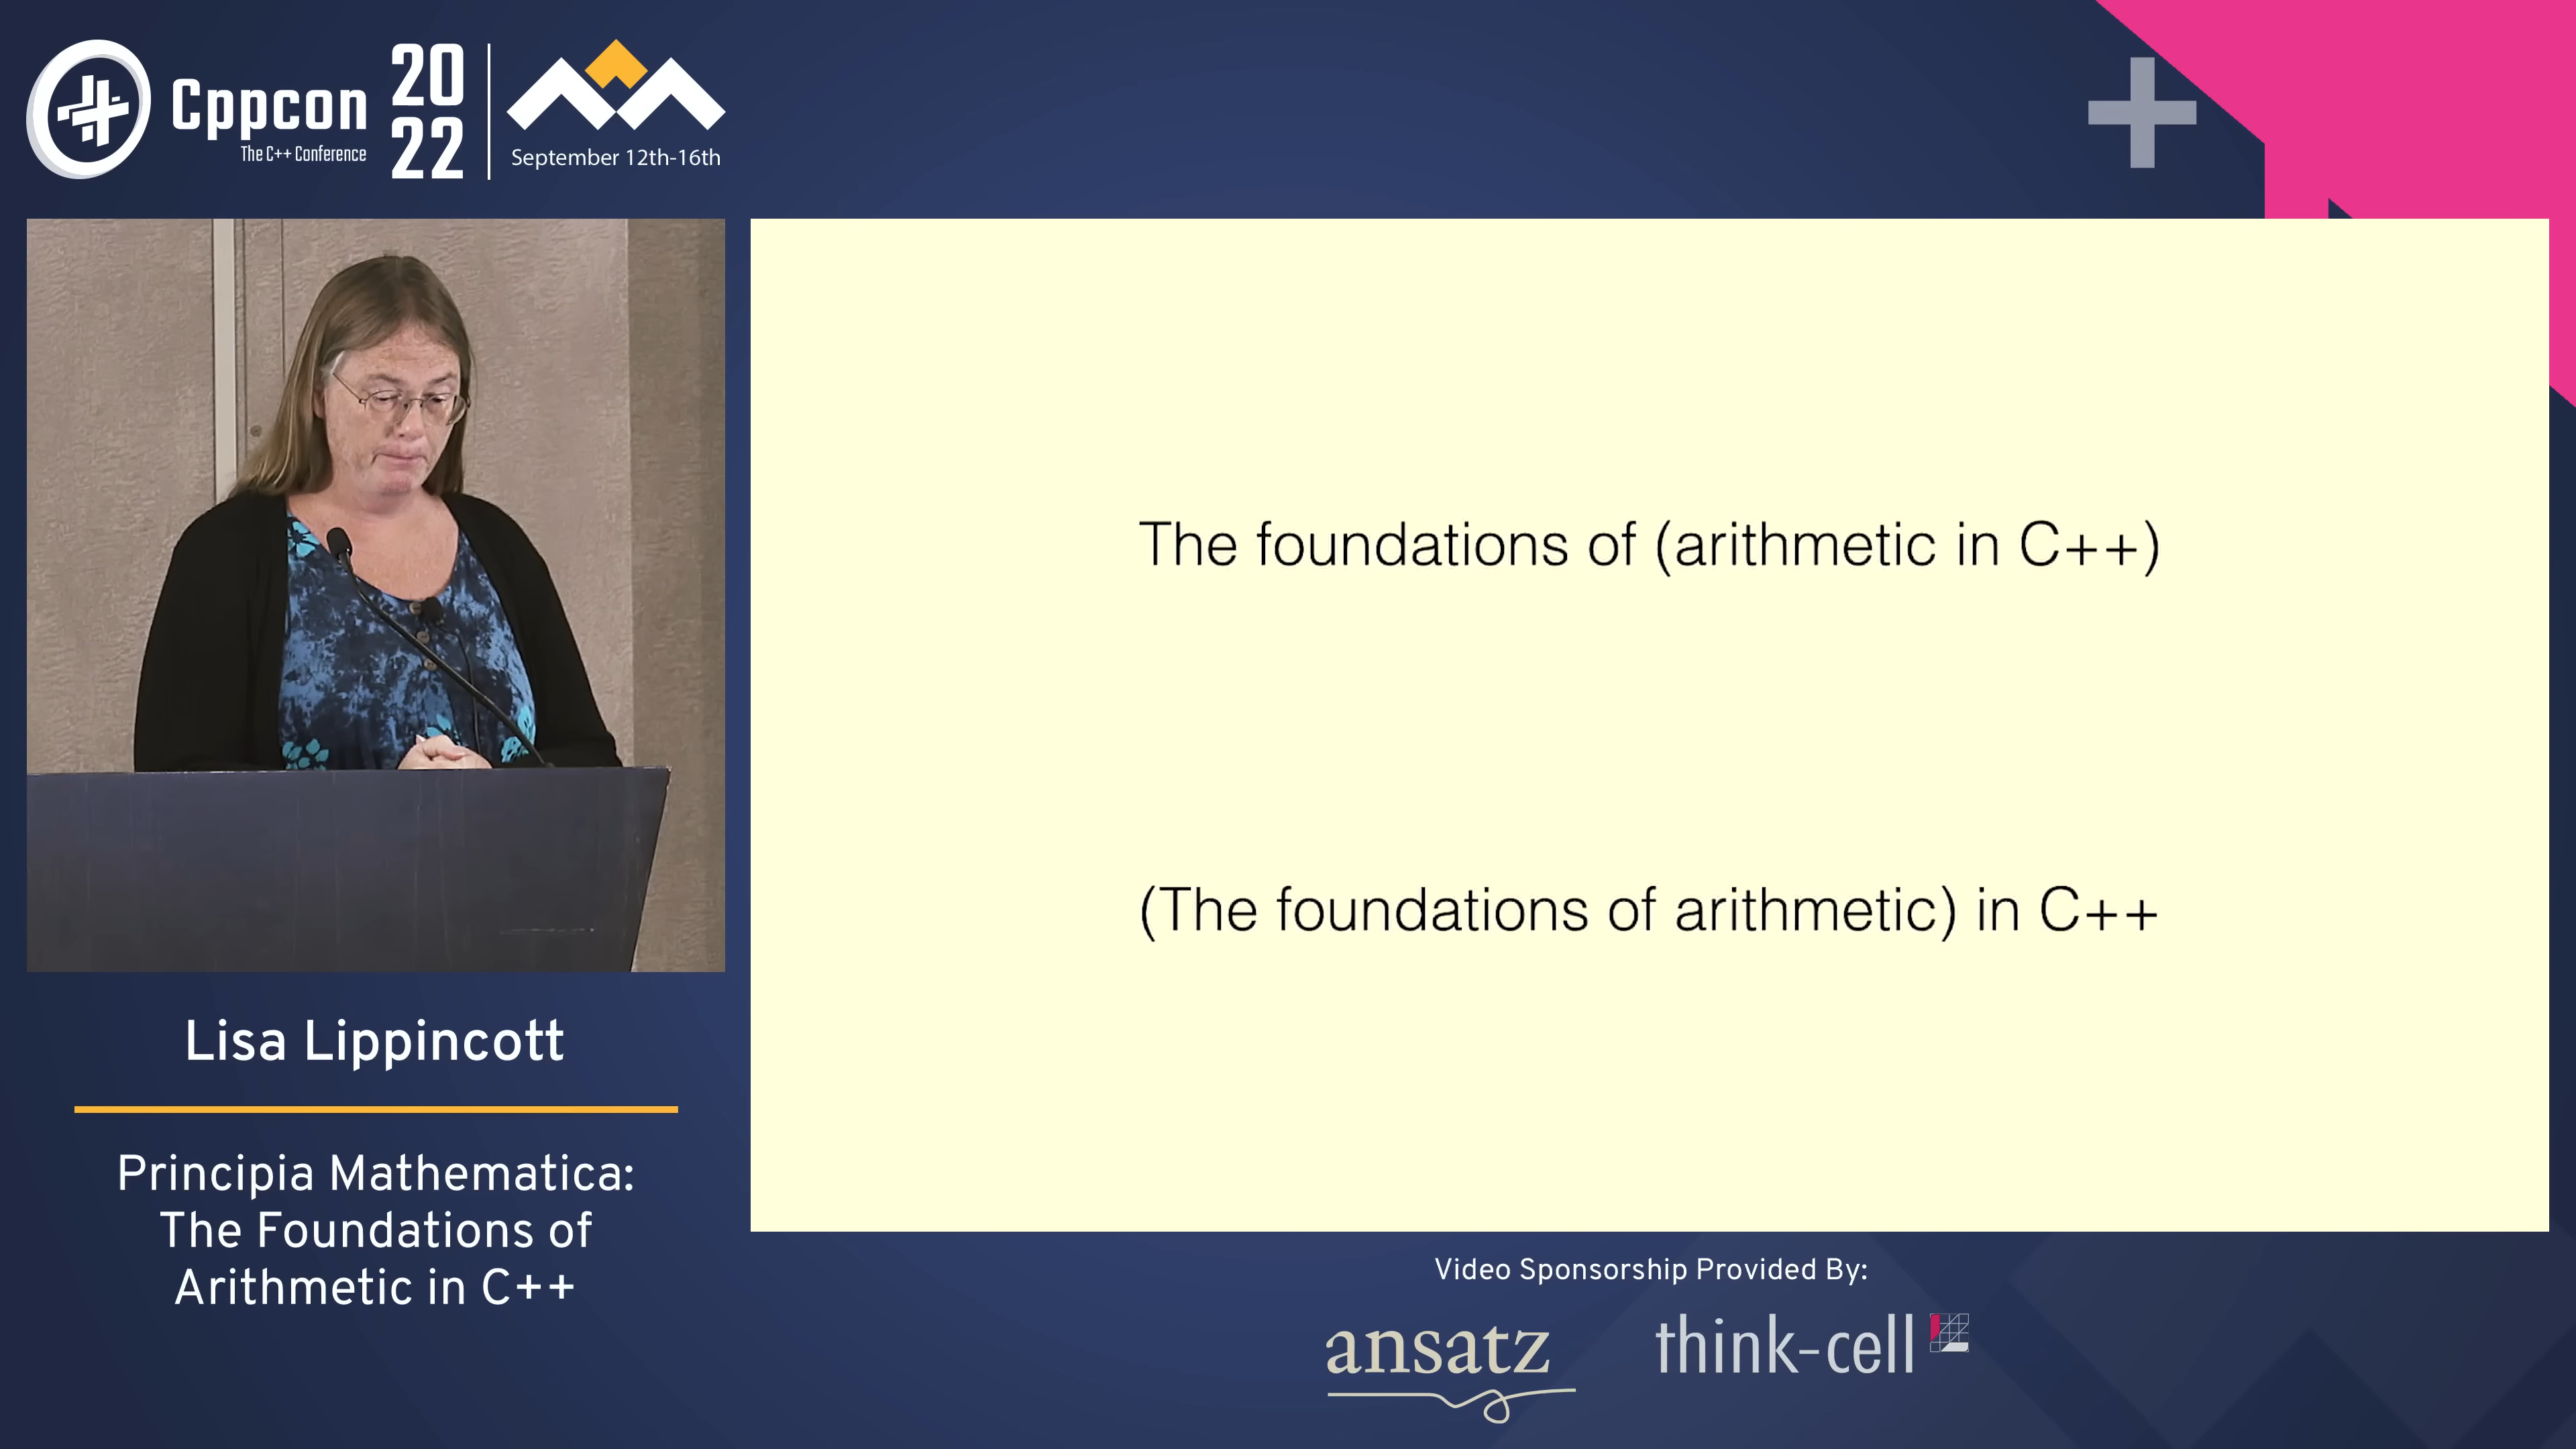 Cppcon
The C++ Conference
20
22
September 12th-16th
The foundations of (arithmetic in C++)
(The foundations of arithmetic) in C++
Lisa Lippincott
Principia Mathematica:
The Foundations of
Arithmetic in C++
Video Sponsorship Provided By:
ansatz
think-cell